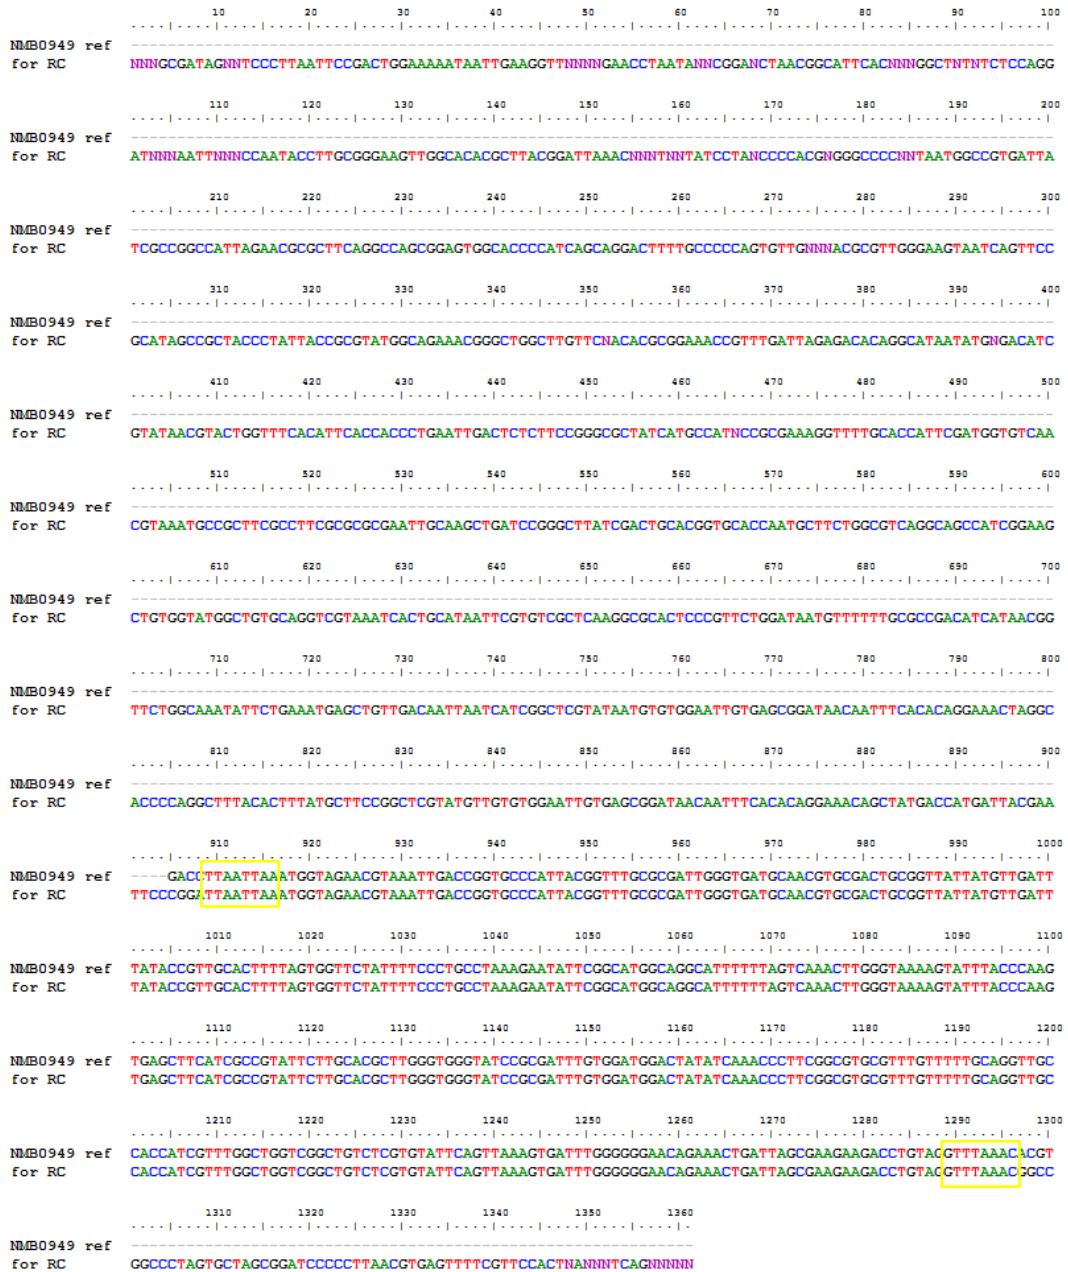 10 20 30 40 50 60 70 80 90 100
....|....|....|....|....|....|....|....|....|....|....|....|....|....|....|....|....|....|....|....|
NMB0949 ref ----------------------------------------------------------------------------------------------------
for RC NNNGCGATAGNNTCCCTTAATTCCGACTGGAAAAATAATTGAAGGTTNNNNGAACCTAATANNCGGANCTAACGGCATTCACNNNGGCTNTNTCTCCAGG
110 120 130 140 150 160 170 180 190 200
....|....|....|....|....|....|....|....|....|....|....|....|....|....|....|....|....|....|....|....|
NMB0949 ref ----------------------------------------------------------------------------------------------------
for RC ATNNNAATTNNNCCAATACCTTGCGGGAAGTTGGCACACGCTTACGGATTAAACNNNTNNTATCCTANCCCCACGNGGGCCCCNNTAATGGCCGTGATTA
210 220 230 240 250 260 270 280 290 300
....|....|....|....|....|....|....|....|....|....|....|....|....|....|....|....|....|....|....|....|
NMB0949 ref ----------------------------------------------------------------------------------------------------
for RC TCGCCGGCCATTAGAACGCGCTTCAGGCCAGCGGAGTGGCACCCCATCAGCAGGACTTTTGCCCCCAGTGTTGNNNACGCGTTGGGAAGTAATCAGTTCC
310 320 330 340 350 360 370 380 390 400
....|....|....|....|....|....|....|....|....|....|....|....|....|....|....|....|....|....|....|....|
NMB0949 ref ----------------------------------------------------------------------------------------------------
for RC GCATAGCCGCTACCCTATTACCGCGTATGGCAGAAACGGGCTGGCTTGTTCNACACGCGGAAACCGTTTGATTAGAGACACAGGCATAATATGNGACATC
410 420 430 440 450 460 470 480 490 500
....|....|....|....|....|....|....|....|....|....|....|....|....|....|....|....|....|....|....|....|
NMB0949 ref ----------------------------------------------------------------------------------------------------
for RC GTATAACGTACTGGTTTCACATTCACCACCCTGAATTGACTCTCTTCCGGGCGCTATCATGCCATNCCGCGAAAGGTTTTGCACCATTCGATGGTGTCAA
510 520 530 540 550 560 570 580 590 600
....|....|....|....|....|....|....|....|....|....|....|....|....|....|....|....|....|....|....|....|
NMB0949 ref ----------------------------------------------------------------------------------------------------
for RC CGTAAATGCCGCTTCGCCTTCGCGCGCGAATTGCAAGCTGATCCGGGCTTATCGACTGCACGGTGCACCAATGCTTCTGGCGTCAGGCAGCCATCGGAAG
610 620 630 640 650 660 670 680 690 700
....|....|....|....|....|....|....|....|....|....|....|....|....|....|....|....|....|....|....|....|
NMB0949 ref ----------------------------------------------------------------------------------------------------
for RC CTGTGGTATGGCTGTGCAGGTCGTAAATCACTGCATAATTCGTGTCGCTCAAGGCGCACTCCCGTTCTGGATAATGTTTTTTGCGCCGACATCATAACGG
710 720 730 740 750 760 770 780 790 800
....|....|....|....|....|....|....|....|....|....|....|....|....|....|....|....|....|....|....|....|
NMB0949 ref ----------------------------------------------------------------------------------------------------
for RC TTCTGGCAAATATTCTGAAATGAGCTGTTGACAATTAATCATCGGCTCGTATAATGTGTGGAATTGTGAGCGGATAACAATTTCACACAGGAAACTAGGC
810 820 830 840 850 860 870 880 890 900
....|....|....|....|....|....|....|....|....|....|....|....|....|....|....|....|....|....|....|....|
NMB0949 ref ----------------------------------------------------------------------------------------------------
for RC ACCCCAGGCTTTACACTTTATGCTTCCGGCTCGTATGTTGTGTGGAATTGTGAGCGGATAACAATTTCACACAGGAAACAGCTATGACCATGATTACGAA
910 920 930 940 950 960 970 980 990 1000
....|....|....|....|....|....|....|....|....|....|....|....|....|....|....|....|....|....|....|....|
NMB0949 ref ----GACGTTAATTAAATGGTAGAACGTAAATTGACCGGTGCCCATTACGGTTTGCGCGATTGGGTGATGCAACGTGCGACTGCGGTTATTATGTTGATT
for RC TTCCCGGATTAATTAAATGGTAGAACGTAAATTGACCGGTGCCCATTACGGTTTGCGCGATTGGGTGATGCAACGTGCGACTGCGGTTATTATGTTGATT
1010 1020 1030 1040 1050 1060 1070 1080 1090 1100
....|....|....|....|....|....|....|....|....|....|....|....|....|....|....|....|....|....|....|....|
NMB0949 ref TATACCGTTGCACTTTTAGTGGTTCTATTTTCCCTGCCTAAAGAATATTCGGCATGGCAGGCATTTTTTAGTCAAACTTGGGTAAAAGTATTTACCCAAG
for RC TATACCGTTGCACTTTTAGTGGTTCTATTTTCCCTGCCTAAAGAATATTCGGCATGGCAGGCATTTTTTAGTCAAACTTGGGTAAAAGTATTTACCCAAG
1110 1120 1130 1140 1150 1160 1170 1180 1190 1200
....|....|....|....|....|....|....|....|....|....|....|....|....|....|....|....|....|....|....|....|
NMB0949 ref TGAGCTTCATCGCCGTATTCTTGCACGCTTGGGTGGGTATCCGCGATTTGTGGATGGACTATATCAAACCCTTCGGCGTGCGTTTGTTTTTGCAGGTTGC
for RC TGAGCTTCATCGCCGTATTCTTGCACGCTTGGGTGGGTATCCGCGATTTGTGGATGGACTATATCAAACCCTTCGGCGTGCGTTTGTTTTTGCAGGTTGC
1210 1220 1230 1240 1250 1260 1270 1280 1290 1300
....|....|....|....|....|....|....|....|....|....|....|....|....|....|....|....|....|....|....|....|
NMB0949 ref CACCATCGTTTGGCTGGTCGGCTGTCTCGTGTATTCAGTTAAAGTGATTTGGGGGGAACAGAAACTGATTAGCGAAGAAGACCTGTAGGTTTAAACACGT
for RC CACCATCGTTTGGCTGGTCGGCTGTCTCGTGTATTCAGTTAAAGTGATTTGGGGGGAACAGAAACTGATTAGCGAAGAAGACCTGTAGGTTTAAACGGCC
1310 1320 1330 1340 1350 1360
....|....|....|....|....|....|....|....|....|....|....|....|.
NMB0949 ref -------------------------------------------------------------
for RC GGCCCTAGTGCTAGCGGATCCCCCTTAACGTGAGTTTTCGTTCCACTNANNNTCAGNNNNN